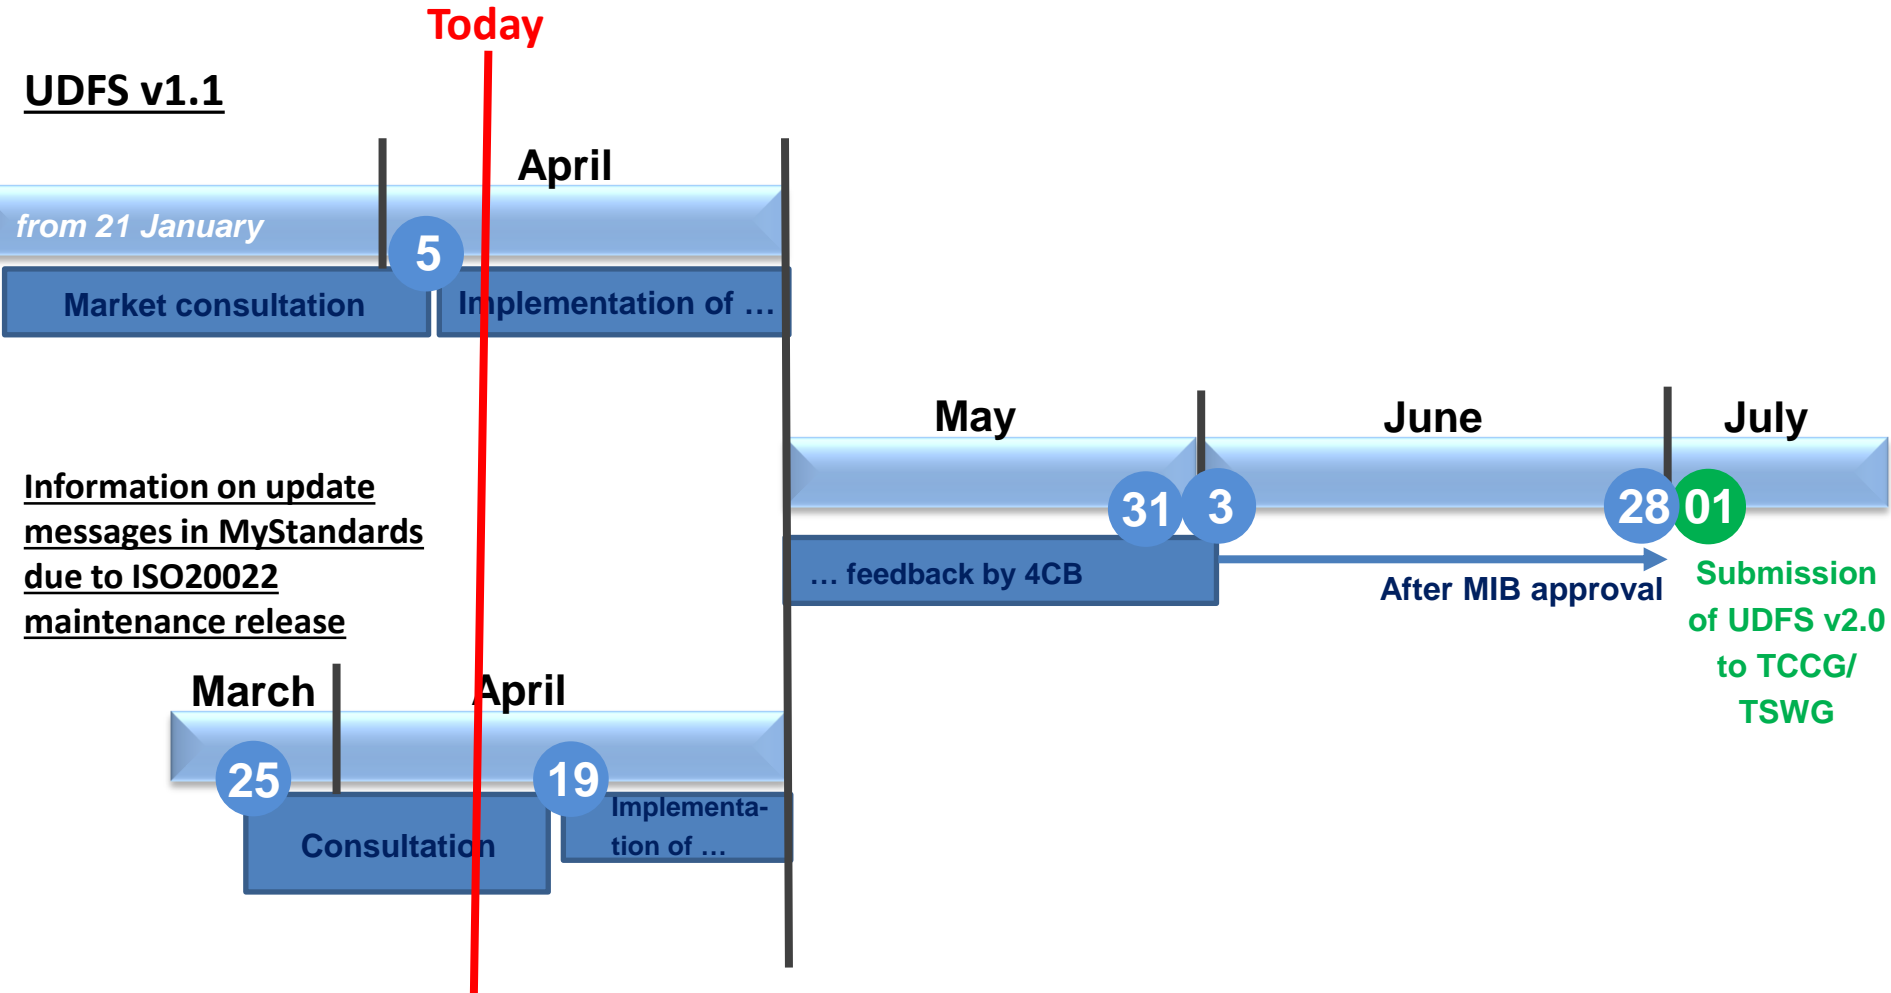 Today
UDFS v1.1
April
from 21 January
5
Market consultation
Implementation of …
May
June
July
31
3
28
01
… feedback by 4CB
After MIB approval
Submission
of UDFS v2.0
to TCCG/
TSWG
Information on update
messages in MyStandards
due to ISO20022
maintenance release
March
April
25
19
Consultation
Implementa-
tion of …